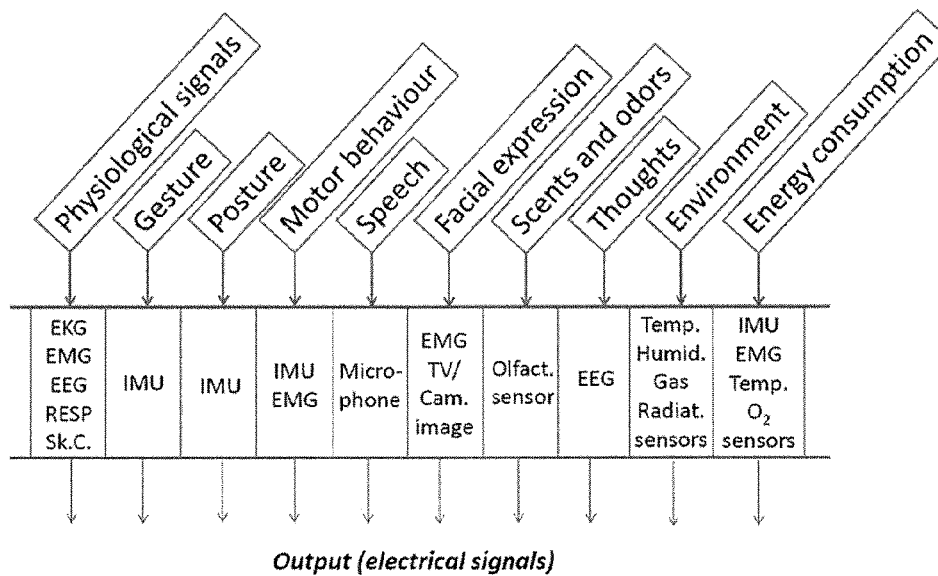 Physiological signals
Gesture
Posture
Motor behaviour
Speech
Facial expression
Scents and odors
Thoughts
Environment
Energy consumption
EKG
EMG
EEG
RESP
Sk.C.
IMU
IMU
IMU
EMG
Micro-
phone
EMG
TV/
Cam.
image
Olfact.
sensor
EEG
Temp.
Humid.
Gas
Radiat.
sensors
IMU
EMG
Temp.
O₂
sensors
Output (electrical signals)